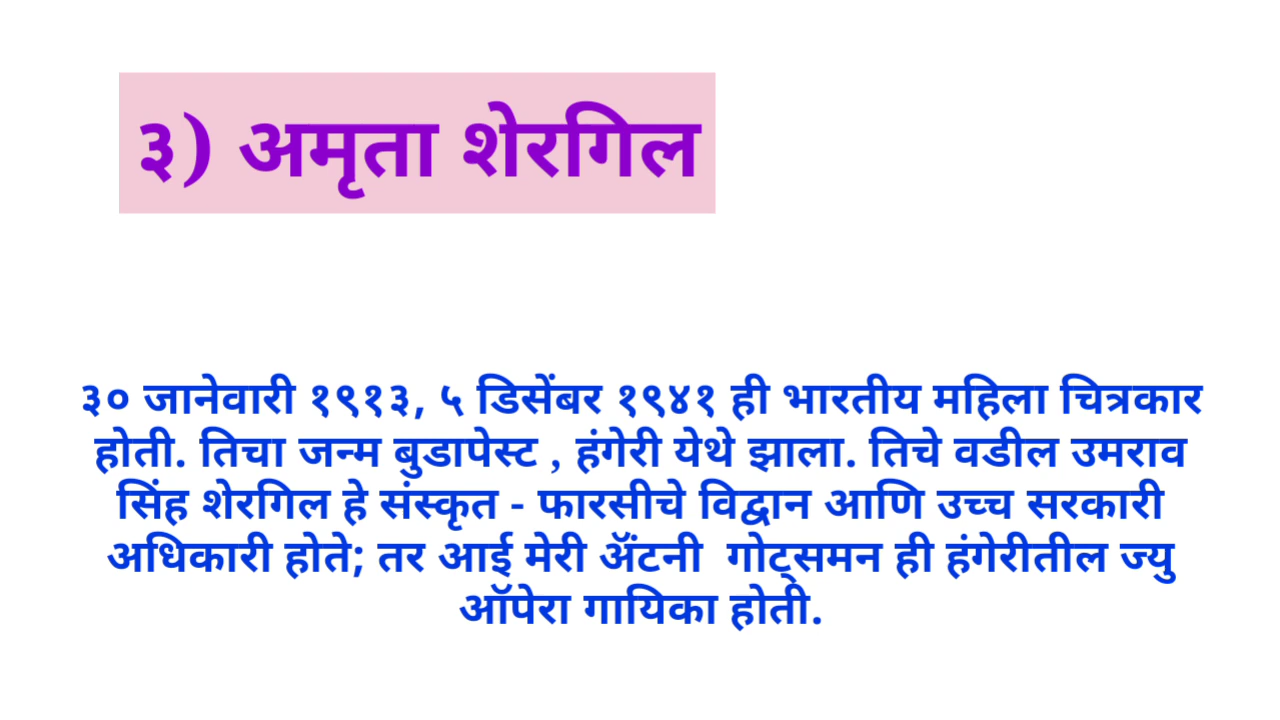 ३) अमृता शेरगिल
३० जानेवारी १९१३, ५ डिसेंबर १९४१ ही भारतीय महिला चित्रकार
होती. तिचा जन्म बुडापेस्ट , हंगेरी येथे झाला. तिचे वडील उमराव
सिंह शेरगिल हे संस्कृत - फारसीचे विद्वान आणि उच्च सरकारी
अधिकारी होते; तर आई मेरी ॲंटनी  गोट्समन ही हंगेरीतील ज्यु
ऑपेरा गायिका होती.